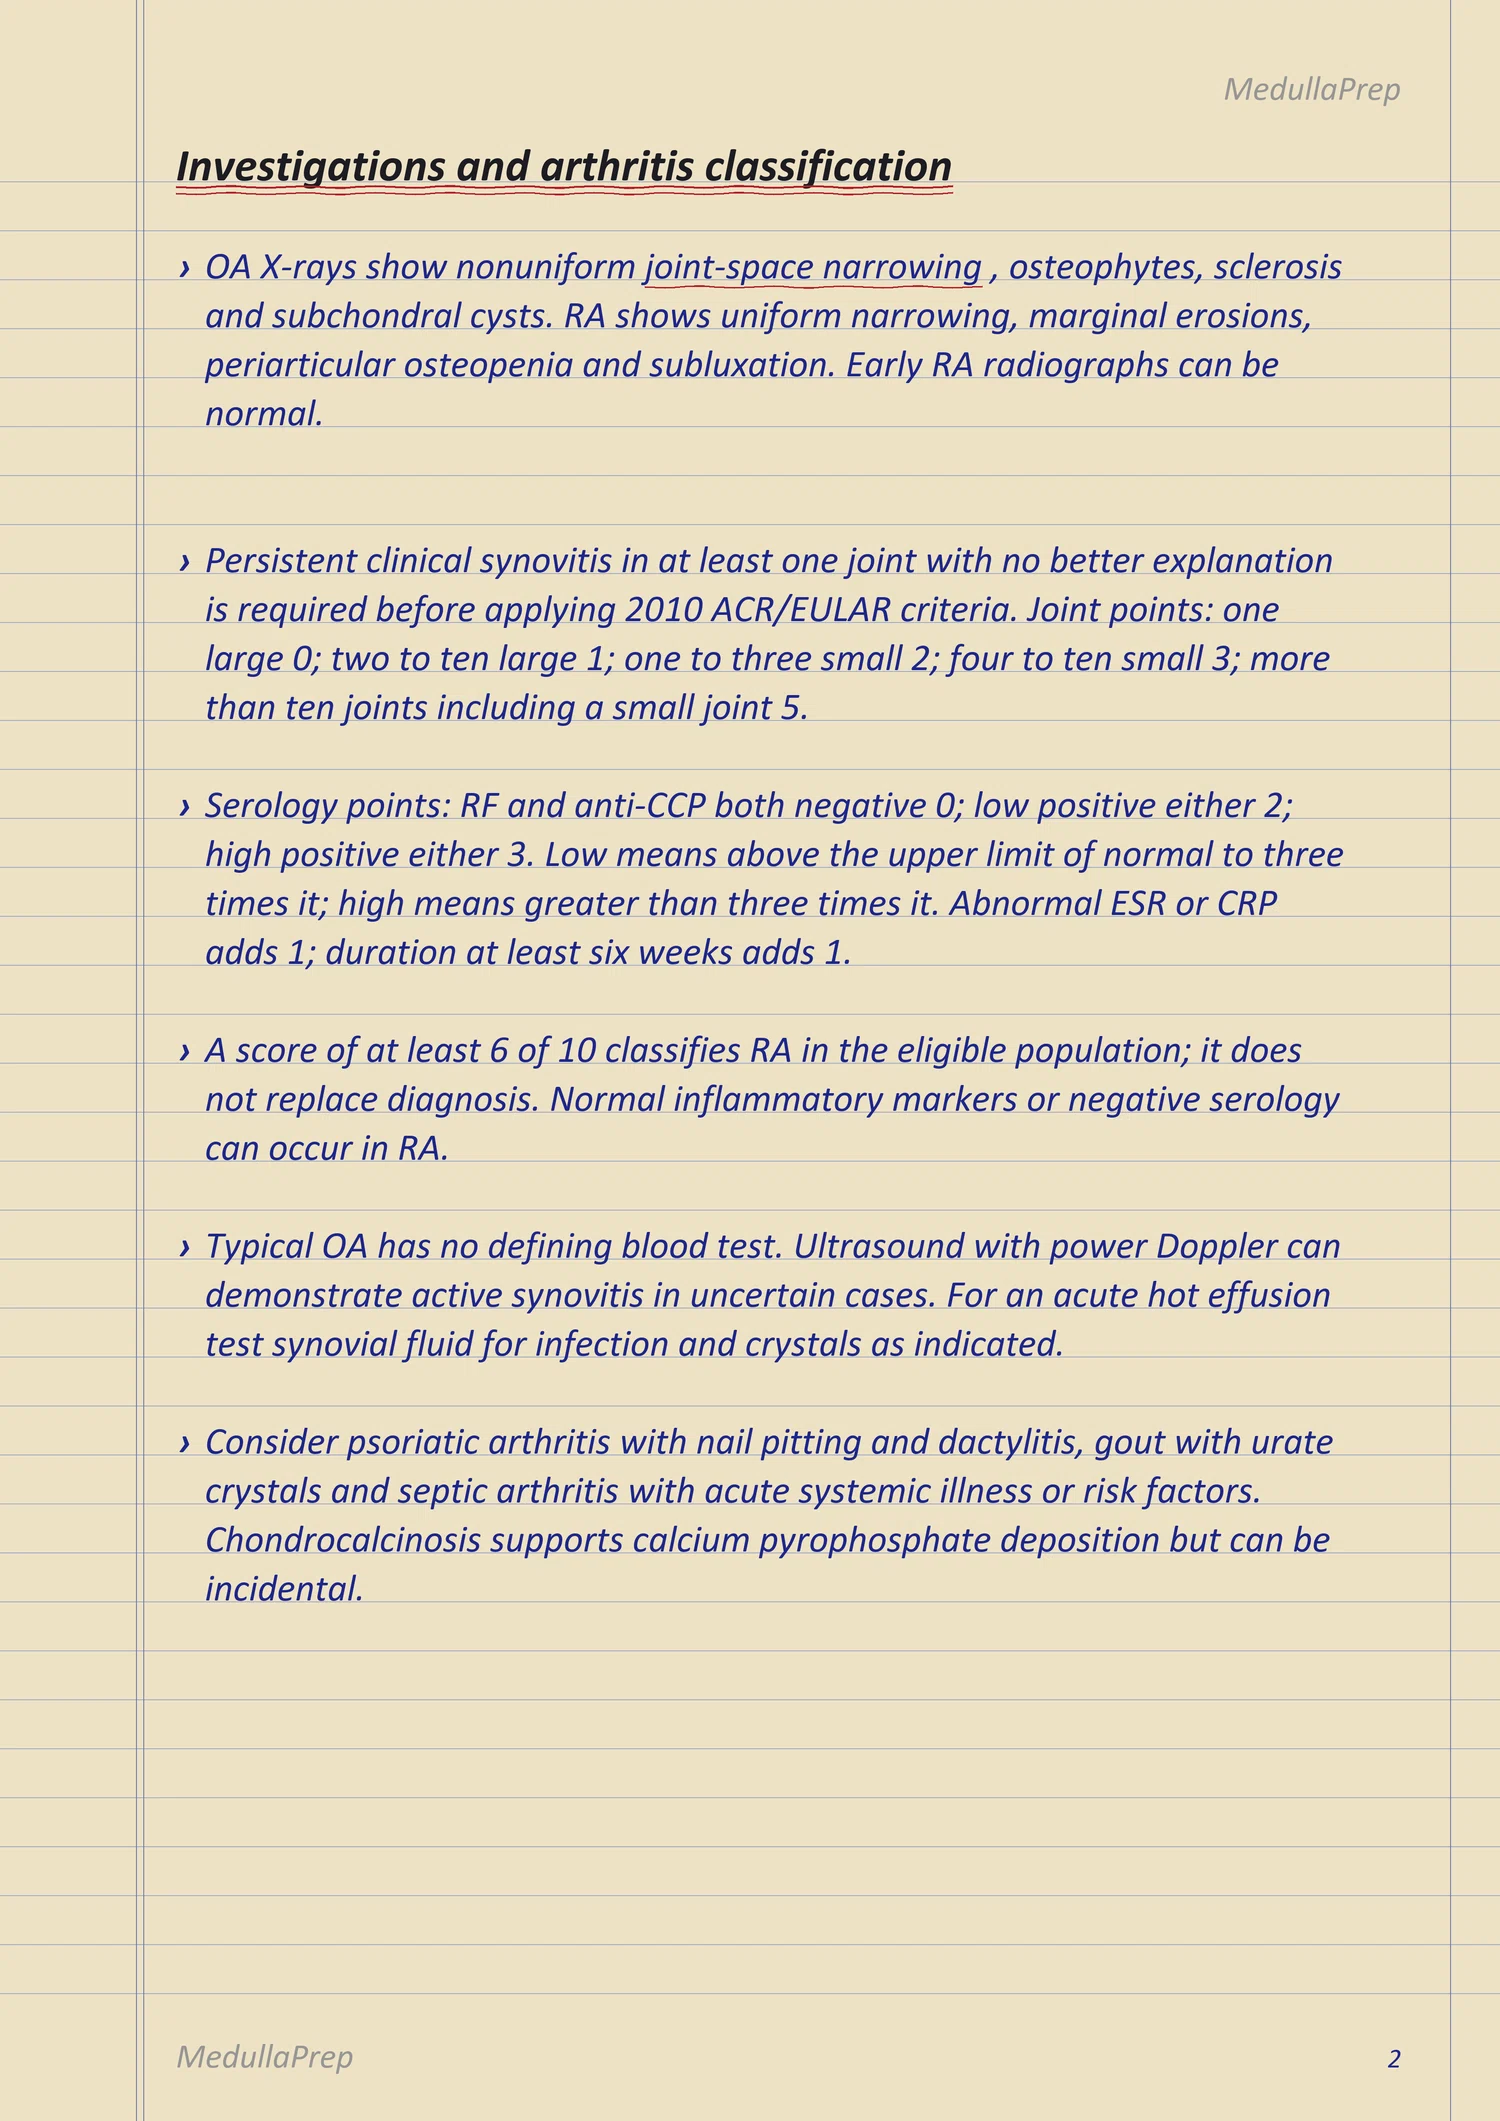 MedullaPrep
Investigations and arthritis classification
› OA X-rays show nonuniform joint-space narrowing , osteophytes, sclerosis
and subchondral cysts. RA shows uniform narrowing, marginal erosions,
periarticular osteopenia and subluxation. Early RA radiographs can be
normal.
› Persistent clinical synovitis in at least one joint with no better explanation
is required before applying 2010 ACR/EULAR criteria. Joint points: one
large 0; two to ten large 1; one to three small 2; four to ten small 3; more
than ten joints including a small joint 5.
› Serology points: RF and anti-CCP both negative 0; low positive either 2;
high positive either 3. Low means above the upper limit of normal to three
times it; high means greater than three times it. Abnormal ESR or CRP
adds 1; duration at least six weeks adds 1.
› A score of at least 6 of 10 classifies RA in the eligible population; it does
not replace diagnosis. Normal inflammatory markers or negative serology
can occur in RA.
› Typical OA has no defining blood test. Ultrasound with power Doppler can
demonstrate active synovitis in uncertain cases. For an acute hot effusion
test synovial fluid for infection and crystals as indicated.
› Consider psoriatic arthritis with nail pitting and dactylitis, gout with urate
crystals and septic arthritis with acute systemic illness or risk factors.
Chondrocalcinosis supports calcium pyrophosphate deposition but can be
incidental.
MedullaPrep
2